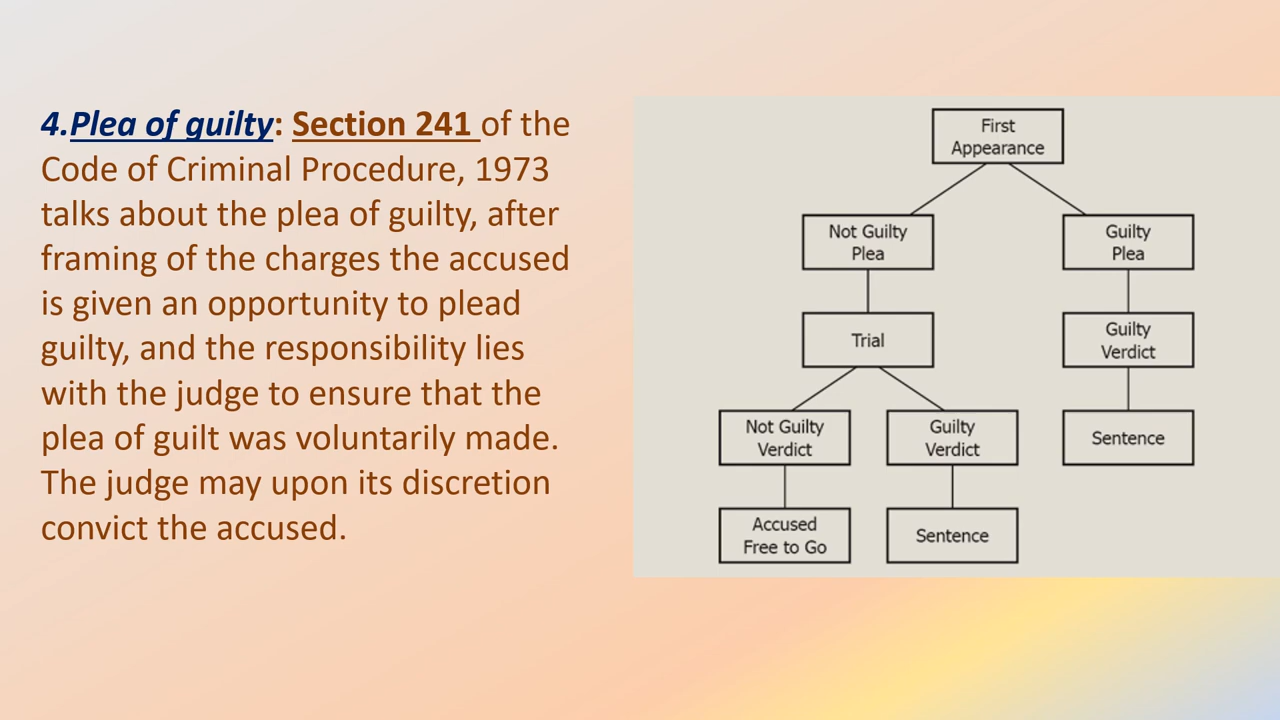 4.Plea of guilty: Section 241 of the
Code of Criminal Procedure, 1973
talks about the plea of guilty, after
framing of the charges the accused
is given an opportunity to plead
guilty, and the responsibility lies
with the judge to ensure that the
plea of guilt was voluntarily made.
The judge may upon its discretion
convict the accused.
First
Appearance
Not Guilty
Plea
Guilty
Plea
Trial
Guilty
Verdict
Not Guilty
Verdict
Guilty
Verdict
Sentence
Accused
Free to Go
Sentence